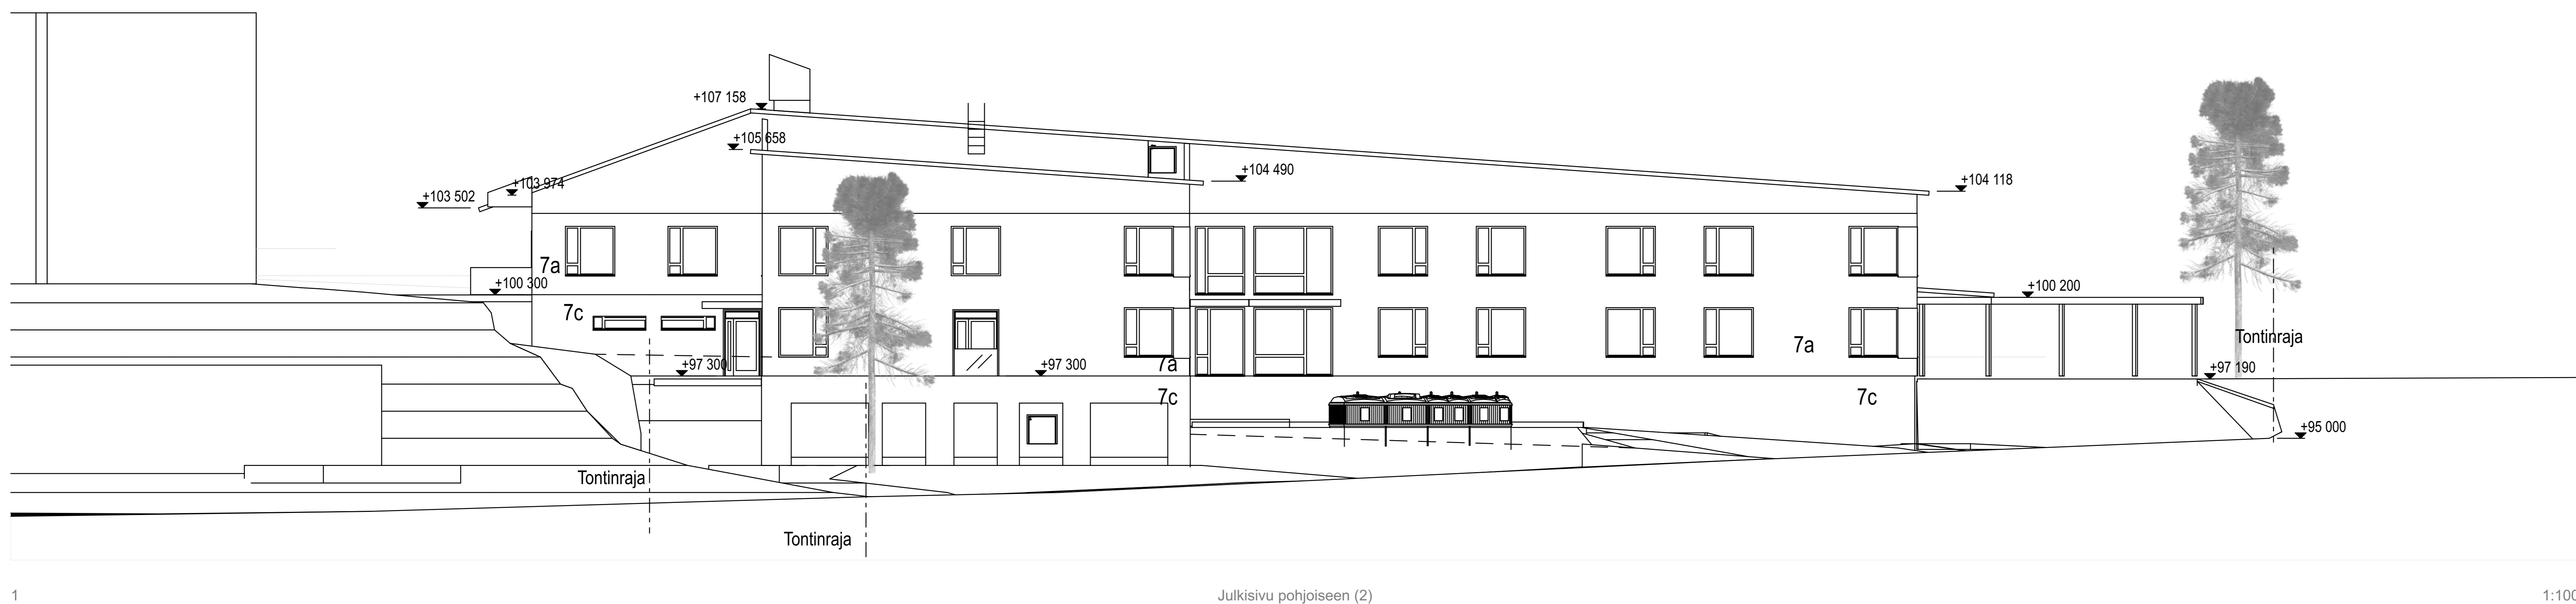 +107 158
+105 658
+104 490
+103 974
+104 118
+103 502
7a
+100 300
+100 200
7c
Tontinraja
7a
+97 300
+97 300
7a
+97 190
7c
7c
+95 000
Tontinraja
Tontinraja
1
Julkisivu pohjoiseen (2)
1:100